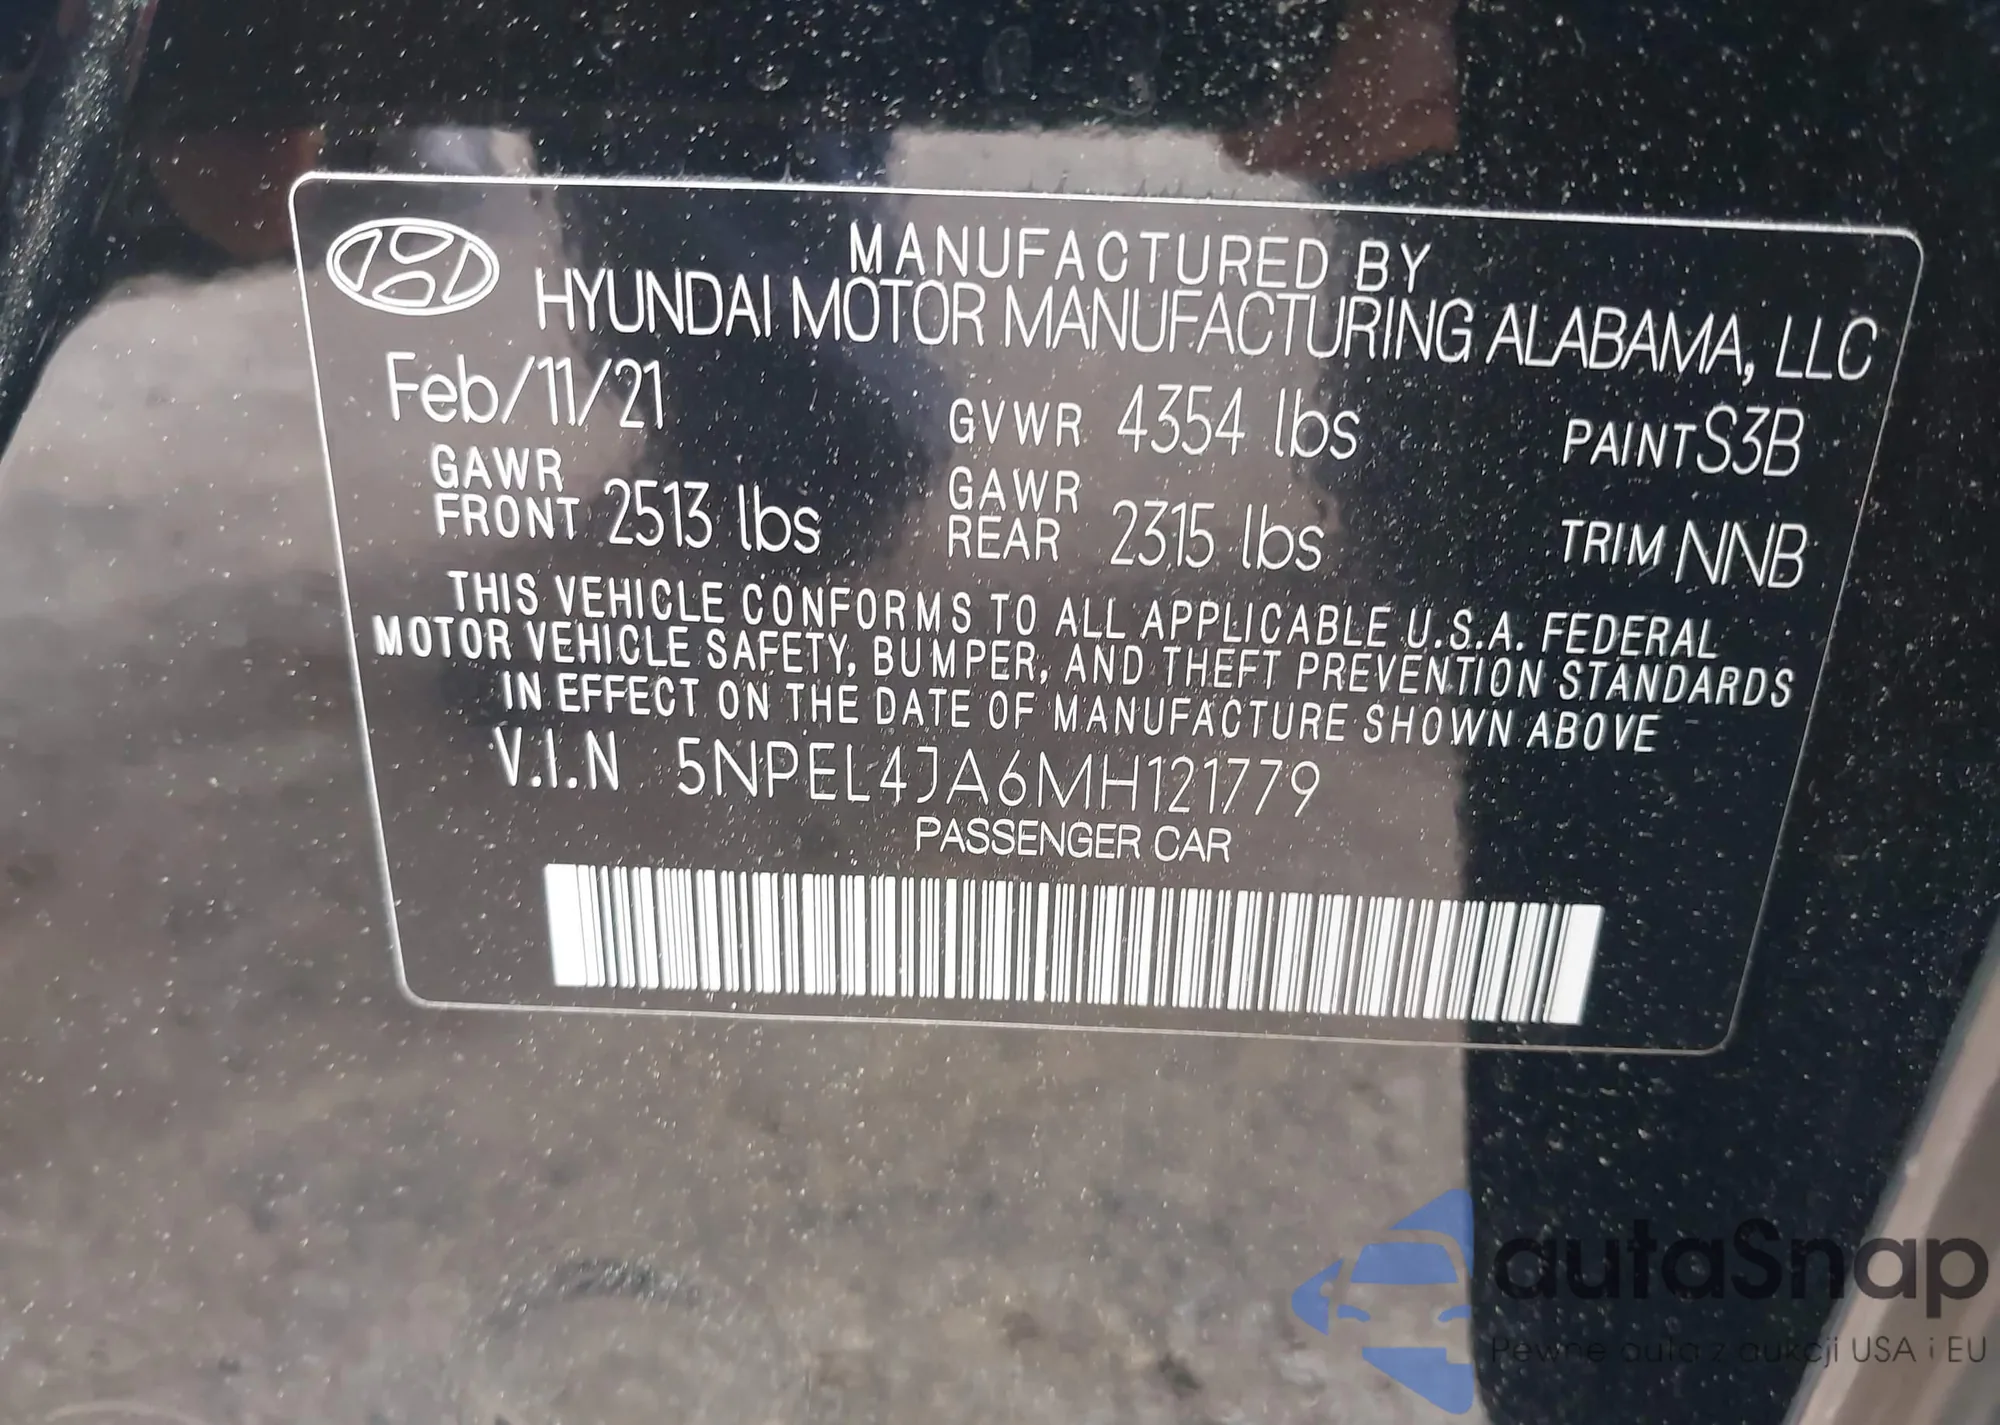 MANUFACTURED BY
HYUNDAI MOTOR MANUFACTURING ALABAMA, LLC
Feb/11/21 GVWR 4354 lbs PAINT S3B
GAWR FRONT 2513 lbs GAWR REAR 2315 lbs TRIM NNB
THIS VEHICLE CONFORMS TO ALL APPLICABLE U.S.A. FEDERAL
MOTOR VEHICLE SAFETY, BUMPER, AND THEFT PREVENTION STANDARDS
IN EFFECT ON THE DATE OF MANUFACTURE SHOWN ABOVE
V.I.N 5NPEL4JA6MH121779
PASSENGER CAR
autaSnap
Pewne auta z aukcji USA i EU